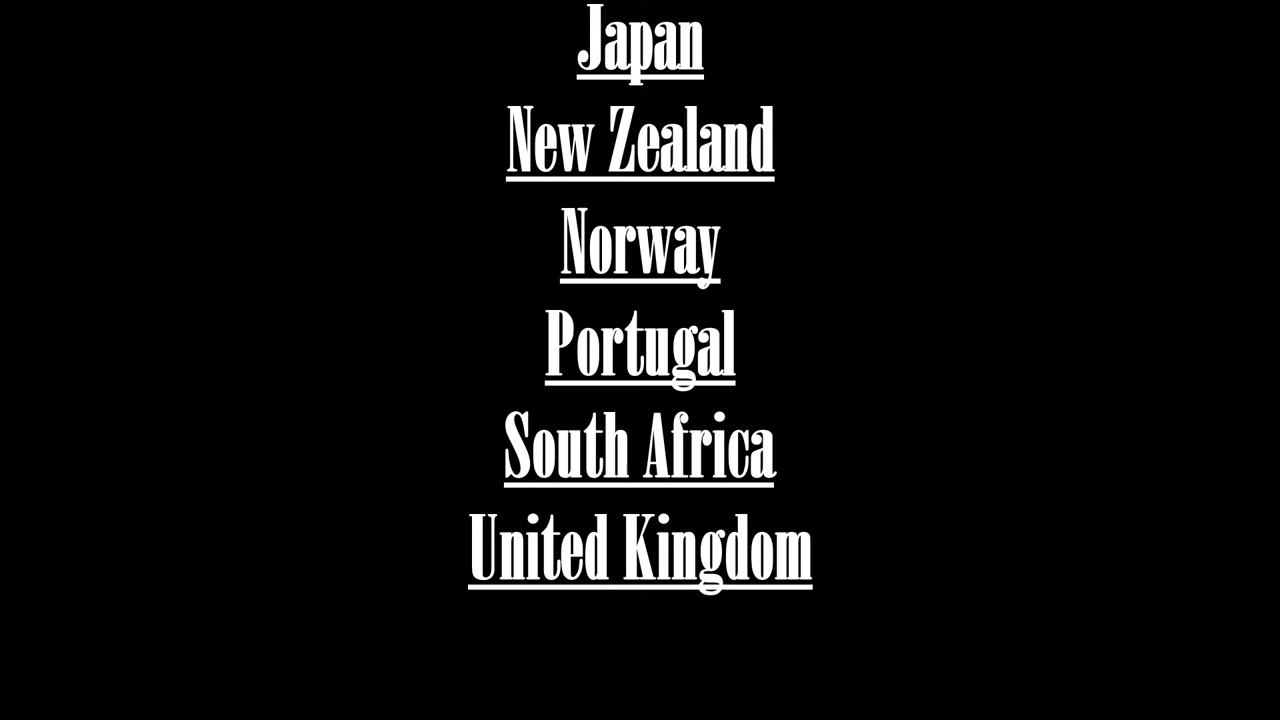 Japan
New Zealand
Norway
Portugal
South Africa
United Kingdom